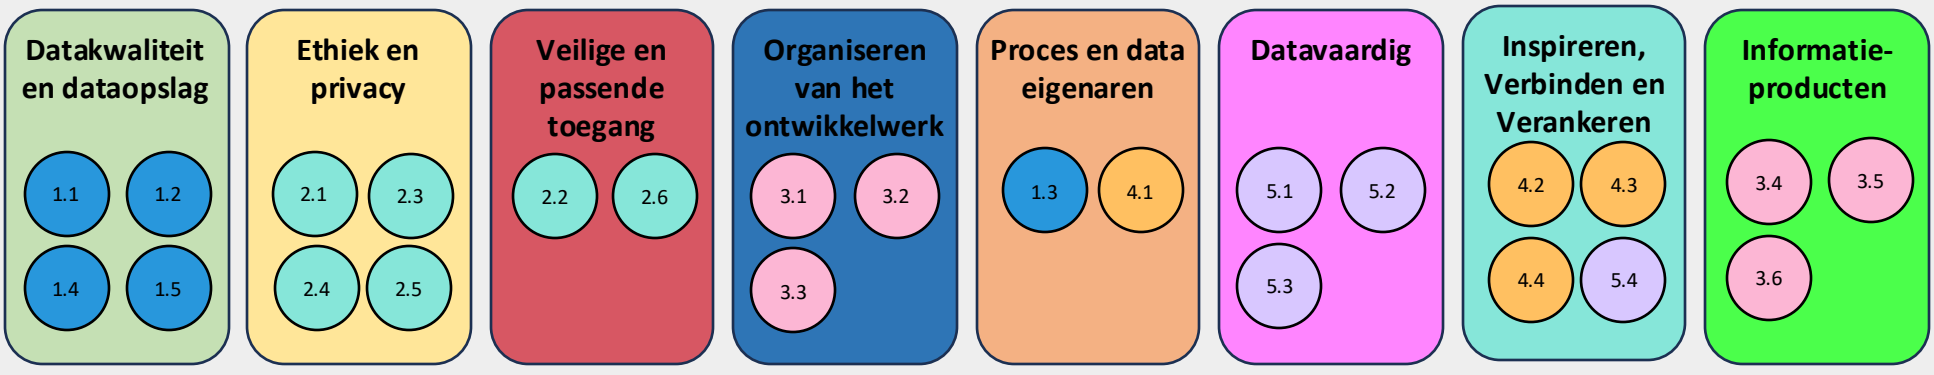 Datakwaliteit
en dataopslag
1.1
1.2
1.4
1.5
Ethiek en
privacy
2.1
2.3
2.4
2.5
Veilige en
passende
toegang
2.2
2.6
Organiseren
van het
ontwikkelwerk
3.1
3.2
3.3
Proces en data
eigenaren
1.3
4.1
Datavaardig
5.1
5.2
5.3
Inspireren,
Verbinden en
Verankeren
4.2
4.3
4.4
5.4
Informatie-
producten
3.4
3.5
3.6